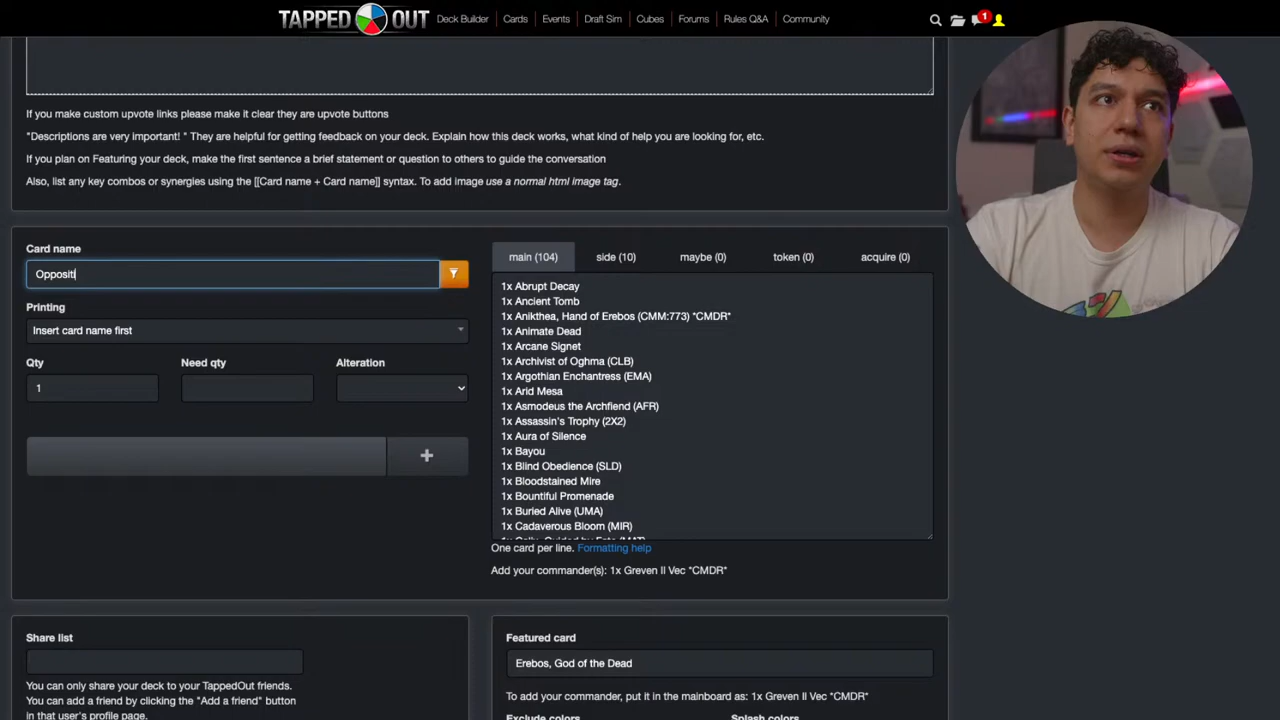 TAPPED OUT
Deck Builder Cards Events Draft Sim Cubes Forums Rules Q&A Community
1
If you make custom upvote links please make it clear they are upvote buttons
"Descriptions are very important! " They are helpful for getting feedback on your deck. Explain how this deck works, what kind of help you are looking for, etc.
If you plan on Featuring your deck, make the first sentence a brief statement or question to others to guide the conversation
Also, list any key combos or synergies using the [[Card name + Card name]] syntax. To add image use a normal html image tag.
Card name
Oppositi
Printing
Insert card name first
Qty Need qty Alteration
1
+
main (104) side (10) maybe (0) token (0) acquire (0)
1x Abrupt Decay
1x Ancient Tomb
1x Anikthea, Hand of Erebos (CMM:773) *CMDR*
1x Animate Dead
1x Arcane Signet
1x Archivist of Oghma (CLB)
1x Argothian Enchantress (EMA)
1x Arid Mesa
1x Asmodeus the Archfiend (AFR)
1x Assassin's Trophy (2X2)
1x Aura of Silence
1x Bayou
1x Blind Obedience (SLD)
1x Bloodstained Mire
1x Bountiful Promenade
1x Buried Alive (UMA)
1x Cadaverous Bloom (MIR)
One card per line. Formatting help
Add your commander(s): 1x Greven Il Vec *CMDR*
Share list
You can only share your deck to your TappedOut friends.
You can add a friend by clicking the "Add a friend" button
in that user's profile page.
Featured card
Erebos, God of the Dead
To add your commander, put it in the mainboard as: 1x Greven Il Vec *CMDR*
Exclude colors Splash colors